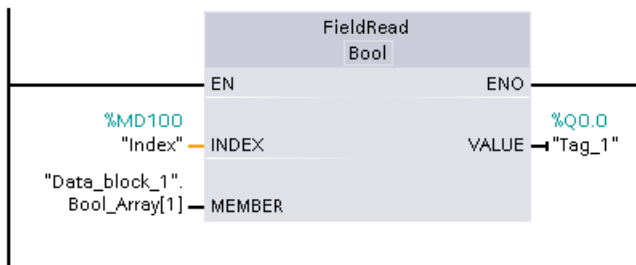 FieldRead
Bool
EN ENO
%MD100 %Q0.0
"Index" INDEX VALUE "Tag_1"
"Data_block_1".
Bool_Array[1] MEMBER